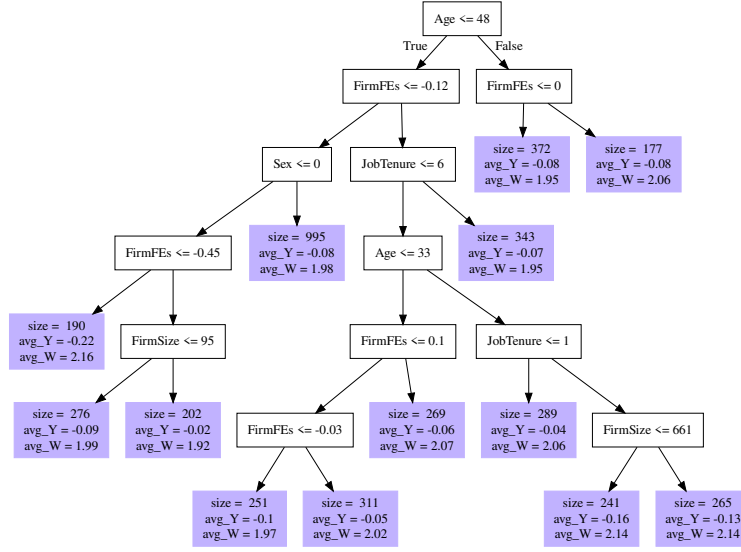 Age <= 48
True
False
FirmFEs <= -0.12
FirmFEs <= 0
Sex <= 0
JobTenure <= 6
size =  372
avg_Y = -0.08
avg_W = 1.95
size =  177
avg_Y = -0.08
avg_W = 2.06
FirmFEs <= -0.45
size =  995
avg_Y = -0.08
avg_W = 1.98
Age <= 33
size =  343
avg_Y = -0.07
avg_W = 1.95
size =  190
avg_Y = -0.22
avg_W = 2.16
FirmSize <= 95
FirmFEs <= 0.1
JobTenure <= 1
size =  276
avg_Y = -0.09
avg_W = 1.99
size =  202
avg_Y = -0.02
avg_W = 1.92
FirmFEs <= -0.03
size =  269
avg_Y = -0.06
avg_W = 2.07
size =  289
avg_Y = -0.04
avg_W = 2.06
FirmSize <= 661
size =  251
avg_Y = -0.1
avg_W = 1.97
size =  311
avg_Y = -0.05
avg_W = 2.02
size =  241
avg_Y = -0.16
avg_W = 2.14
size =  265
avg_Y = -0.13
avg_W = 2.14